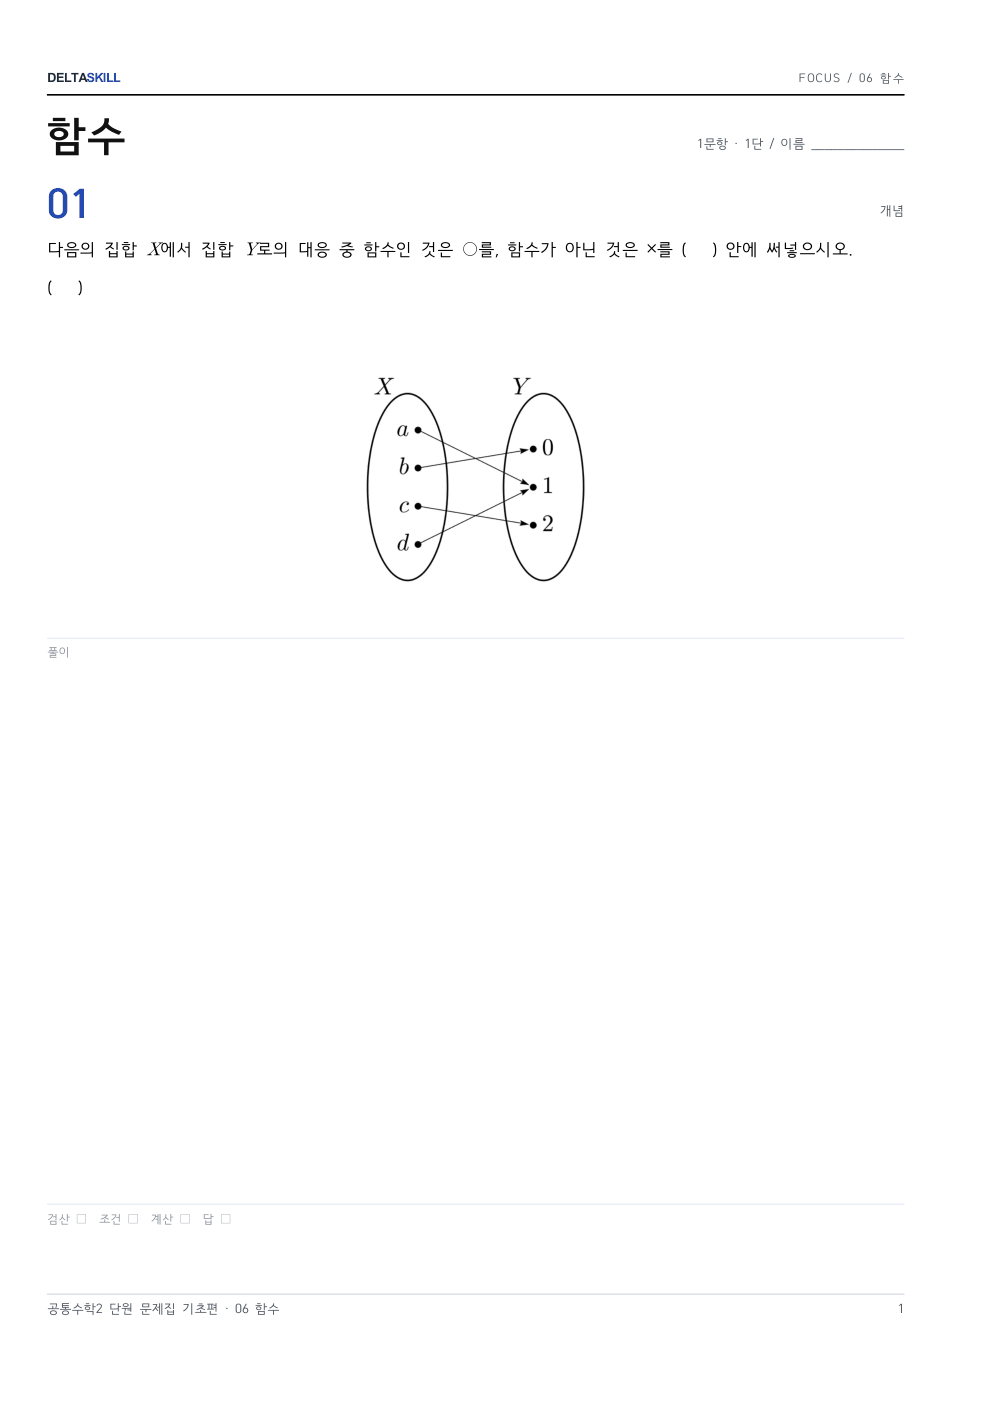 DELTASKILL
FOCUS / 06 함수
함수
1문항 · 1단 / 이름 ______________
01
개념
다음의 집합 X에서 집합 Y로의 대응 중 함수인 것은 ○를, 함수가 아닌 것은 ×를 (  ) 안에 써넣으시오.
(  )
X Y
a
0
b
1
c
2
d
풀이
검산 □ 조건 □ 계산 □ 답 □
공통수학2 단원 문제집 기초편 · 06 함수
1